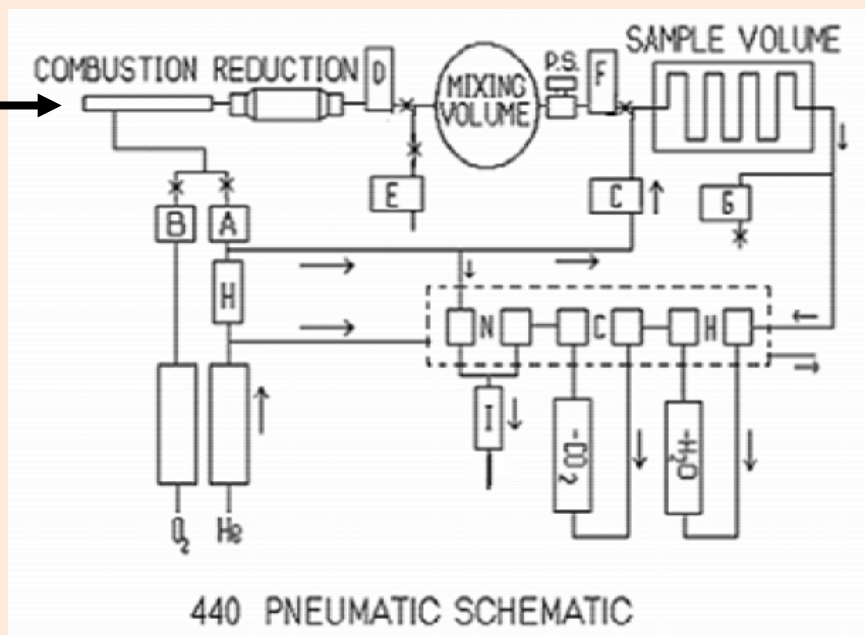 SAMPLE VOLUME
COMBUSTION REDUCTION
D
P.S.
F
MIXING
VOLUME
E
C
G
B
A
H
N
C
H
I
-CO2
-H2O
O2
He
440 PNEUMATIC SCHEMATIC